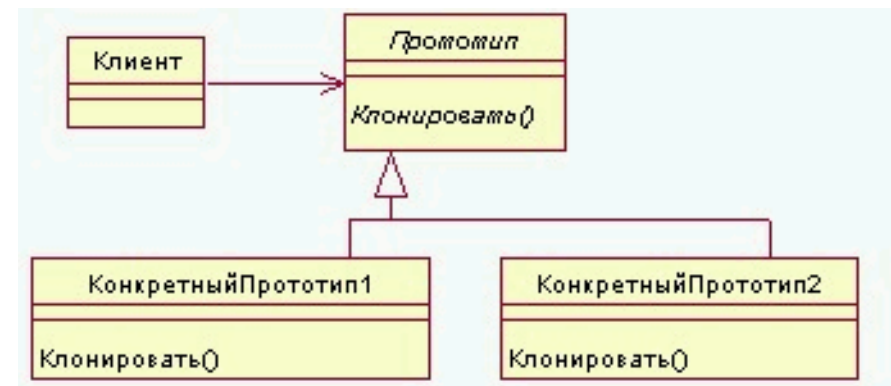 Клиент
Прототип
Клонировать()
КонкретныйПрототип1
Клонировать()
КонкретныйПрототип2
Клонировать()